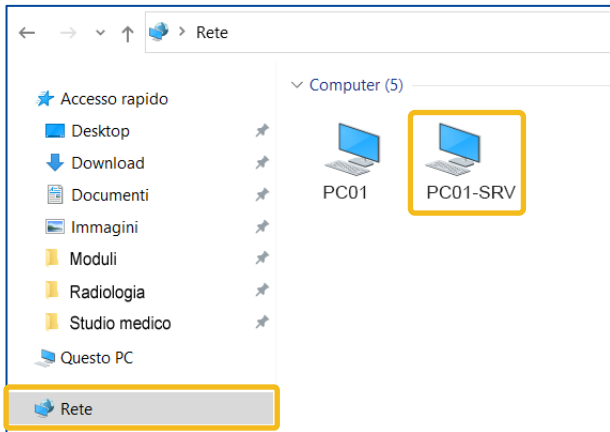 Rete
Accesso rapido
Desktop
Download
Documenti
Immagini
Moduli
Radiologia
Studio medico
Questo PC
Rete
Computer (5)
PC01
PC01-SRV